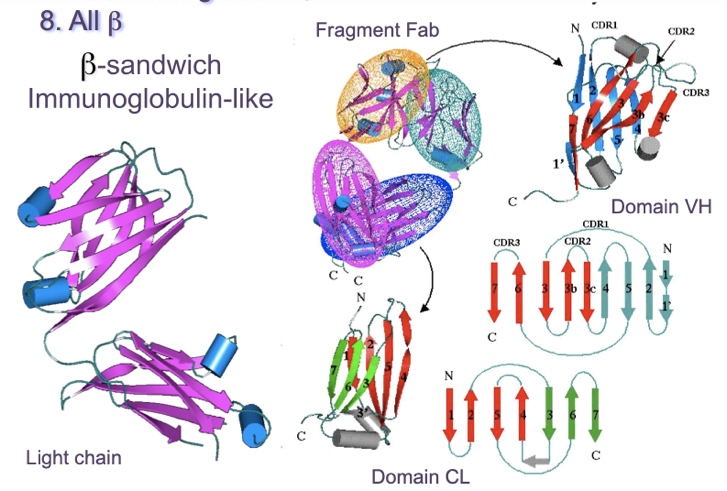 8. All β
β-sandwich
Immunoglobulin-like
Fragment Fab
N
CDR1
CDR2
CDR3
1
2
3
3b
3c
4
5
6
7
1'
C
Domain VH
C C
Light chain
N
1
2
3
4
5
6
7
3'
C
Domain CL
CDR1
CDR3
CDR2
N
7
6
3
3b
3c
4
5
2
1
1'
C
N
1
2
5
4
3
6
7
C